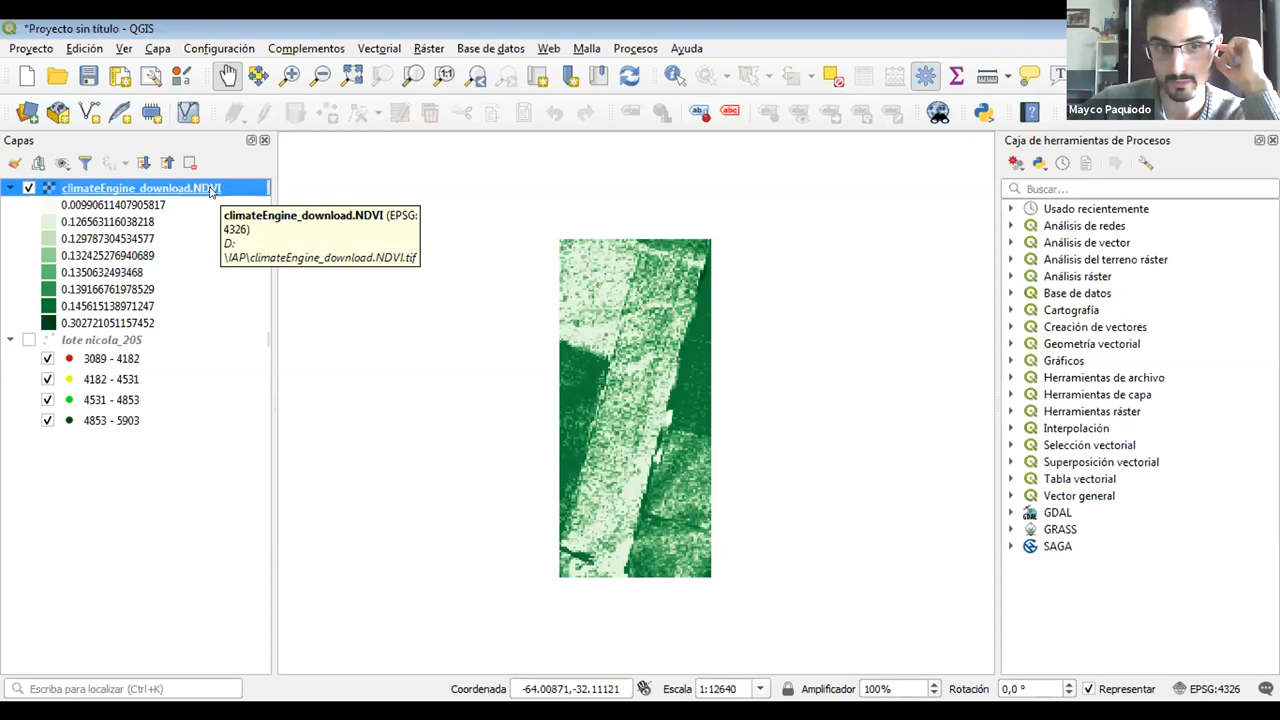 *Proyecto sin título - QGIS
Proyecto Edición Ver Capa Configuración Complementos Vectorial Ráster Base de datos Web Malla Procesos Ayuda
Mayco Paquiodo
Capas
climateEngine_download.NDVI
0.00990611407905817
0.126563116038218
0.129787304534577
0.132425276940689
0.1350632493468
0.139166761978529
0.145615138971247
0.302721051157452
lote nicola_20S
3089 - 4182
4182 - 4531
4531 - 4853
4853 - 5903
climateEngine_download.NDVI (EPSG:
4326)
D:
\IAP\climateEngine_download.NDVI.tif
Caja de herramientas de Procesos
Buscar...
Usado recientemente
Análisis de redes
Análisis de vector
Análisis del terreno ráster
Análisis ráster
Base de datos
Cartografía
Creación de vectores
Geometría vectorial
Gráficos
Herramientas de archivo
Herramientas de capa
Herramientas ráster
Interpolación
Selección vectorial
Superposición vectorial
Tabla vectorial
Vector general
GDAL
GRASS
SAGA
Escriba para localizar (Ctrl+K)
Coordenada -64.00871,-32.11121 Escala 1:12640 Amplificador 100% Rotación 0,0 ° Representar EPSG:4326